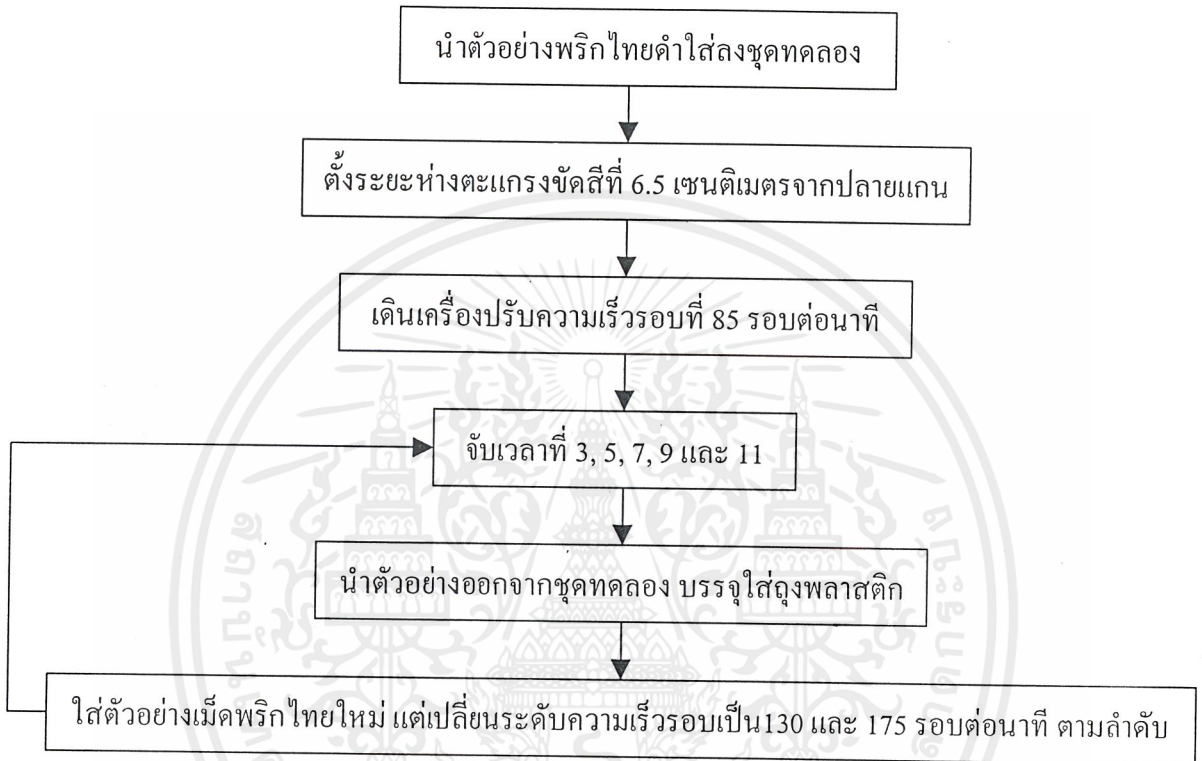 นำตัวอย่างพริกไทยดำใส่ลงชุดทดลอง
ตั้งระยะห่างตะแกรงขัดสีที่ 6.5 เซนติเมตรจากปลายแกน
เดินเครื่องปรับความเร็วรอบที่ 85 รอบต่อนาที
จับเวลาที่ 3, 5, 7, 9 และ 11
นำตัวอย่างออกจากชุดทดลอง บรรจุใส่ถุงพลาสติก
ใส่ตัวอย่างเม็ดพริกไทยใหม่ แต่เปลี่ยนระดับความเร็วรอบเป็น130 และ 175 รอบต่อนาที ตามลำดับ